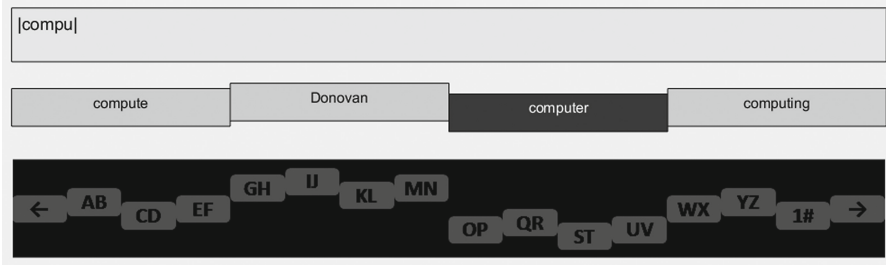 |compu|
compute Donovan computer computing
← AB CD EF GH IJ KL MN OP QR ST UV WX YZ 1# →